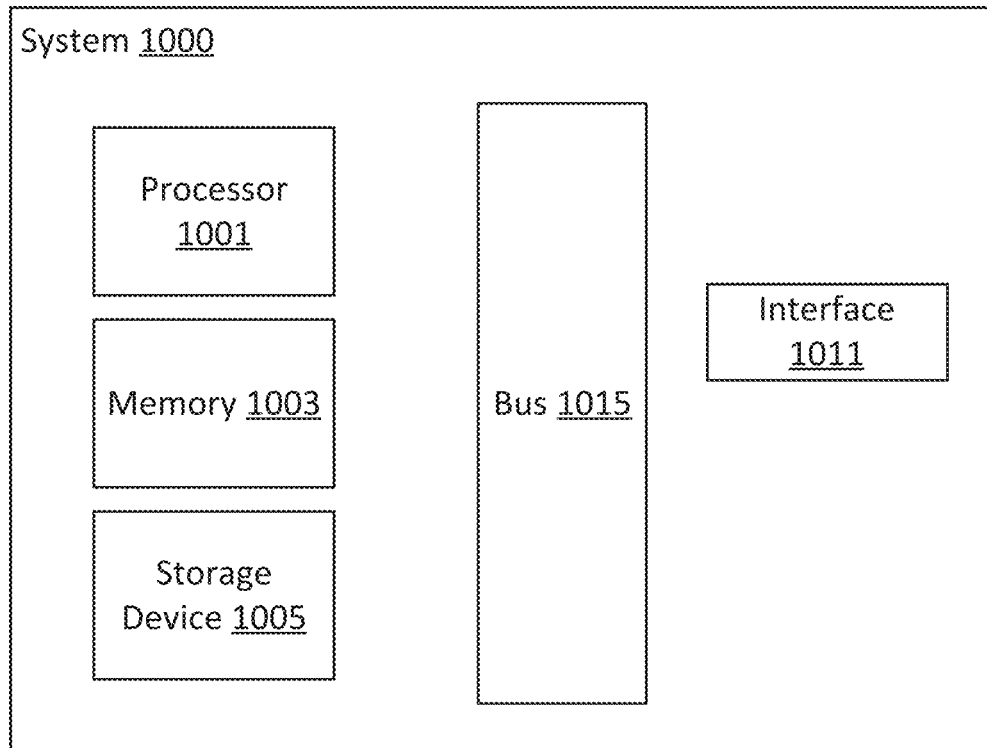 System 1000
Processor
1001
Memory 1003
Storage
Device 1005
Bus 1015
Interface
1011